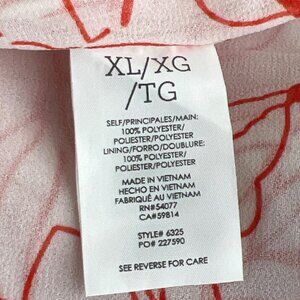 XL/XG
/TG
SELF/PRINCIPALES/MAIN:
100% POLYESTER/
POLIESTER/POLYESTER
LINING/FORRO/DOUBLURE:
100% POLYESTER/
POLIESTER/POLYESTER
MADE IN VIETNAM
HECHO EN VIETNAM
FABRIQUÉ AU VIETNAM
RN#54077
CA#59814
STYLE# 6325
PO# 227590
SEE REVERSE FOR CARE